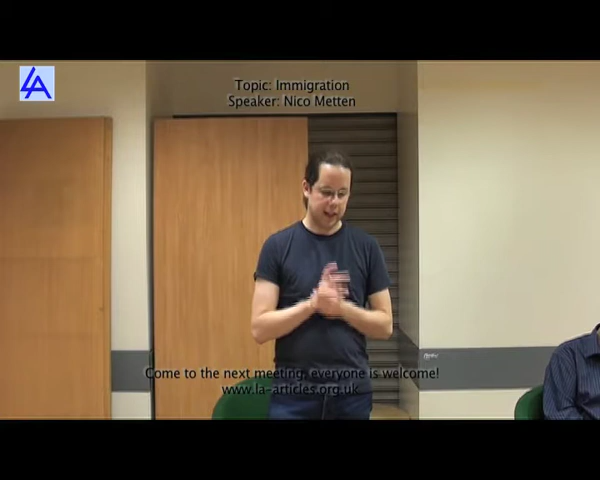 LA
Topic: Immigration
Speaker: Nico Metten
Come to the next meeting, everyone is welcome!
www.la-articles.org.uk